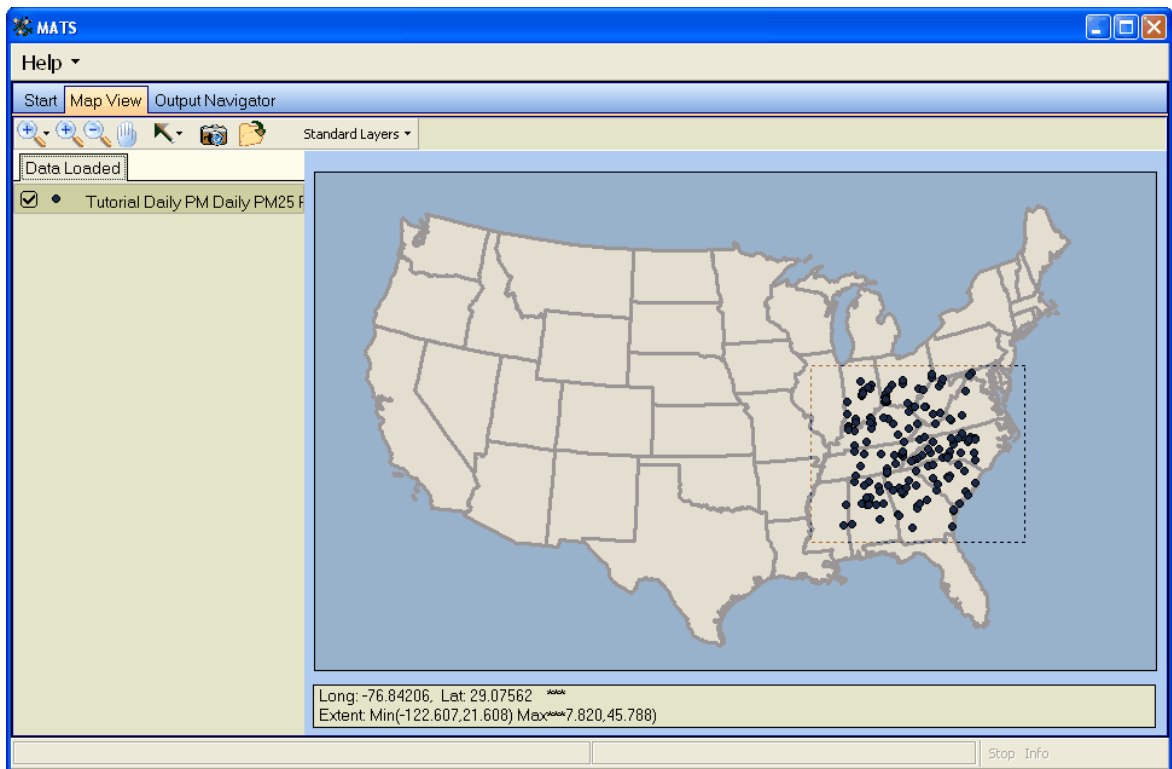 MATS
Help
Start Map View Output Navigator
Standard Layers
Data Loaded
Tutorial Daily PM Daily PM25 F
Long: -76.84206, Lat: 29.07562 ***
Extent: Min(-122.607,21.608) Max***7.820,45.788)
Stop Info